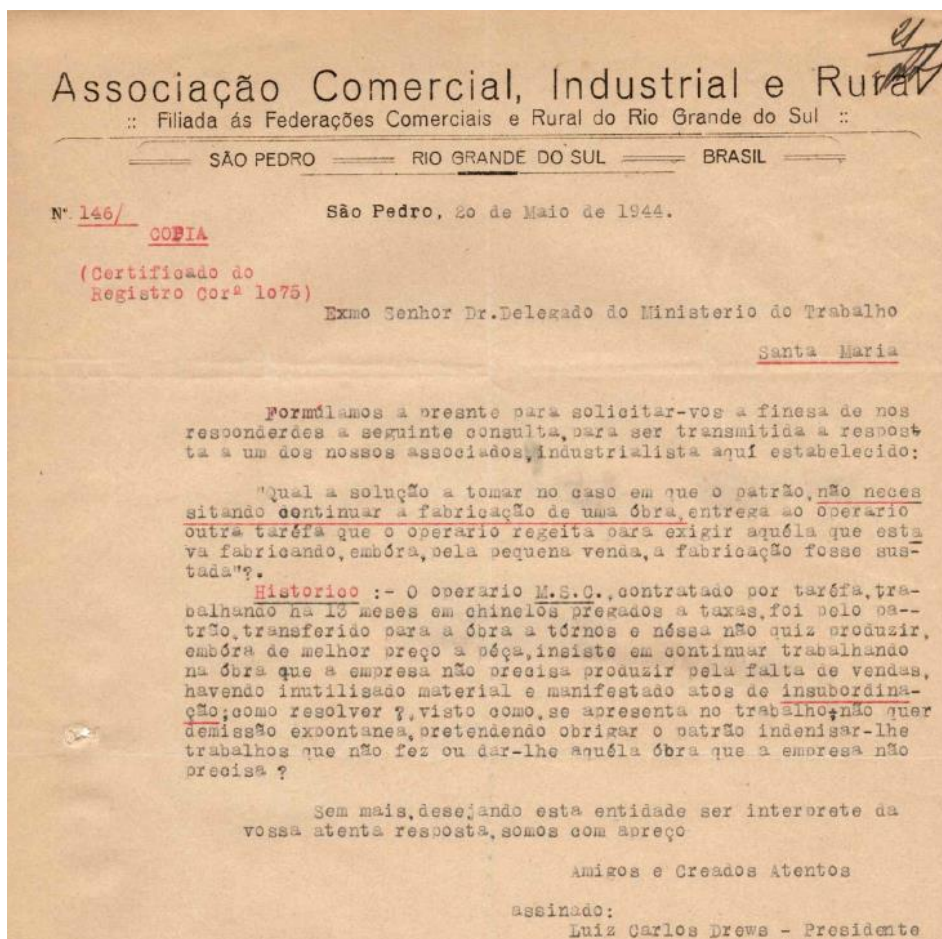 21
Associação Comercial, Industrial e Rural
:: Filiada ás Federações Comerciais e Rural do Rio Grande do Sul ::
SÃO PEDRO RIO GRANDE DO SUL BRASIL
Nº. 146/ São Pedro, 2o de Maio de 1944.
COPIA
(Certificado do
Registro Corª 1o75)
Exmo Senhor Dr.Delegado do Ministerio do Trabalho
Santa Maria
Formúlamos a presnte para solicitar-vos a finesa de nos
responderdes a seguinte consulta,para ser transmitida a respost
ta a um dos nossos associados,industrialista aquí estabelecido:
"Qual a solução a tomar no caso em que o patrão,não neces
sitando continuar a fabricação de uma óbra,entrega ao operario
outra taréfa que o operario regeita para exigir aquéla que esta
va fabricando,embóra,pela pequena venda,a fabricação fosse sus-
tada"?.
Historico :- O operario M.S.C.,contratado por taréfa,tra-
balhando há 13 meses em chinelos pregados a taxas,foi pelo pa--
trão,transferido para a óbra a tórnos e néssa não quiz produzir,
embóra de melhor preço a péça,insiste em continuar trabalhando
na óbra que a empresa não precisa produzir pela falta de vendas,
havendo inutilisado material e manifestado atos de insubordina-
ção;como resolver ?,visto como,se apresenta no trabalho,não quer
demissão expontanea,pretendendo obrigar o patrão indenisar-lhe
trabalhos que não fez ou dar-lhe aquéla óbra que a empresa não
precisa ?
Sem mais,desejando esta entidade ser interprete da
vossa atenta resposta,somos com apreço
Amigos e Creados Atentos
assinado:
Luiz Carlos Drews - Presidente